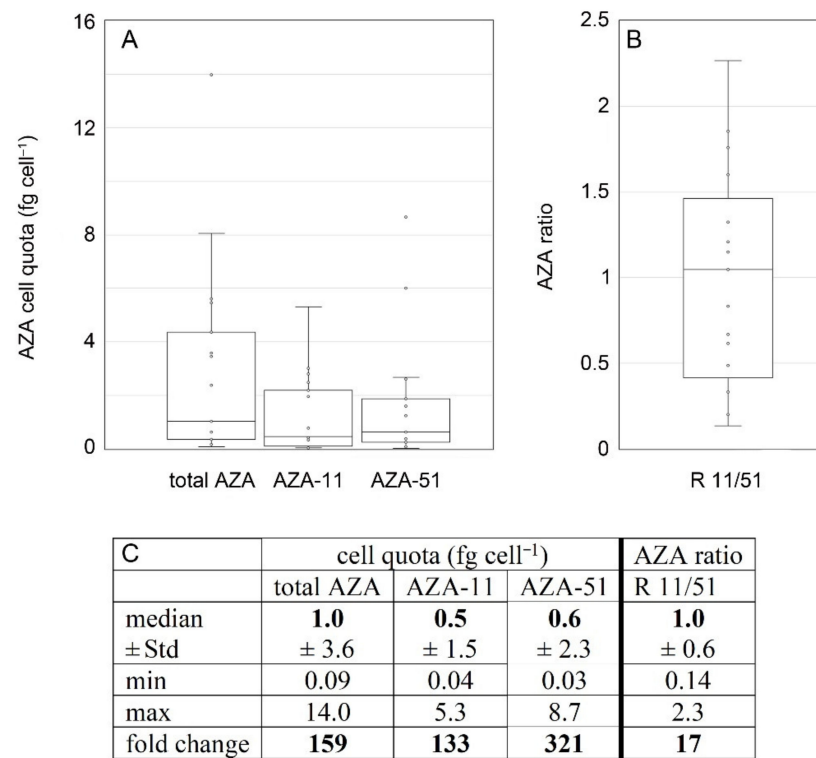 A
AZA cell quota (fg cell⁻¹)
16
12
8
4
0
total AZA AZA-11 AZA-51
B
AZA ratio
2.5
2
1.5
1
0.5
0
R 11/51
C cell quota (fg cell⁻¹) AZA ratio
total AZA AZA-11 AZA-51 R 11/51
median 1.0 0.5 0.6 1.0
± Std ± 3.6 ± 1.5 ± 2.3 ± 0.6
min 0.09 0.04 0.03 0.14
max 14.0 5.3 8.7 2.3
fold change 159 133 321 17